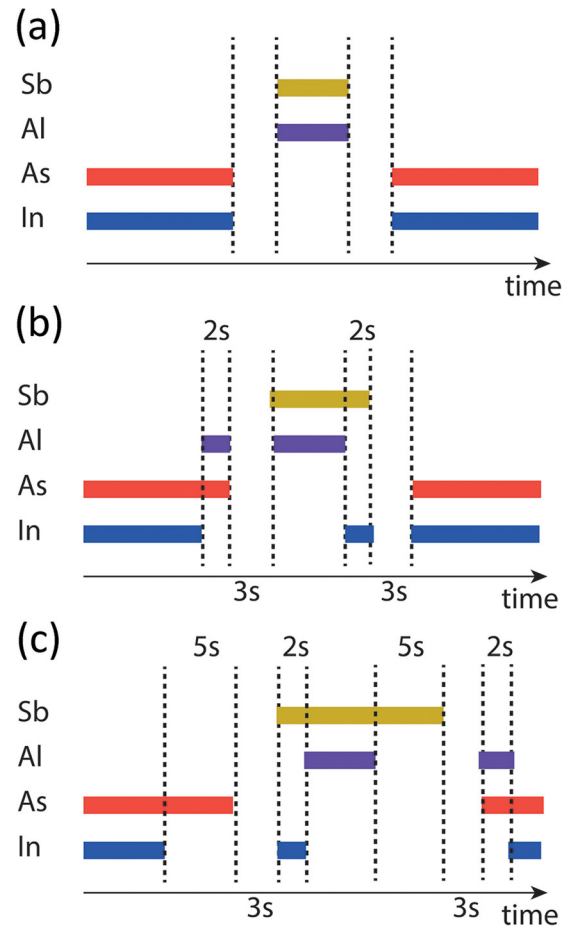 (a)
Sb
Al
As
In
time
(b)
2s 2s
Sb
Al
As
In
3s 3s
time
(c)
5s 2s 5s 2s
Sb
Al
As
In
3s 3s
time